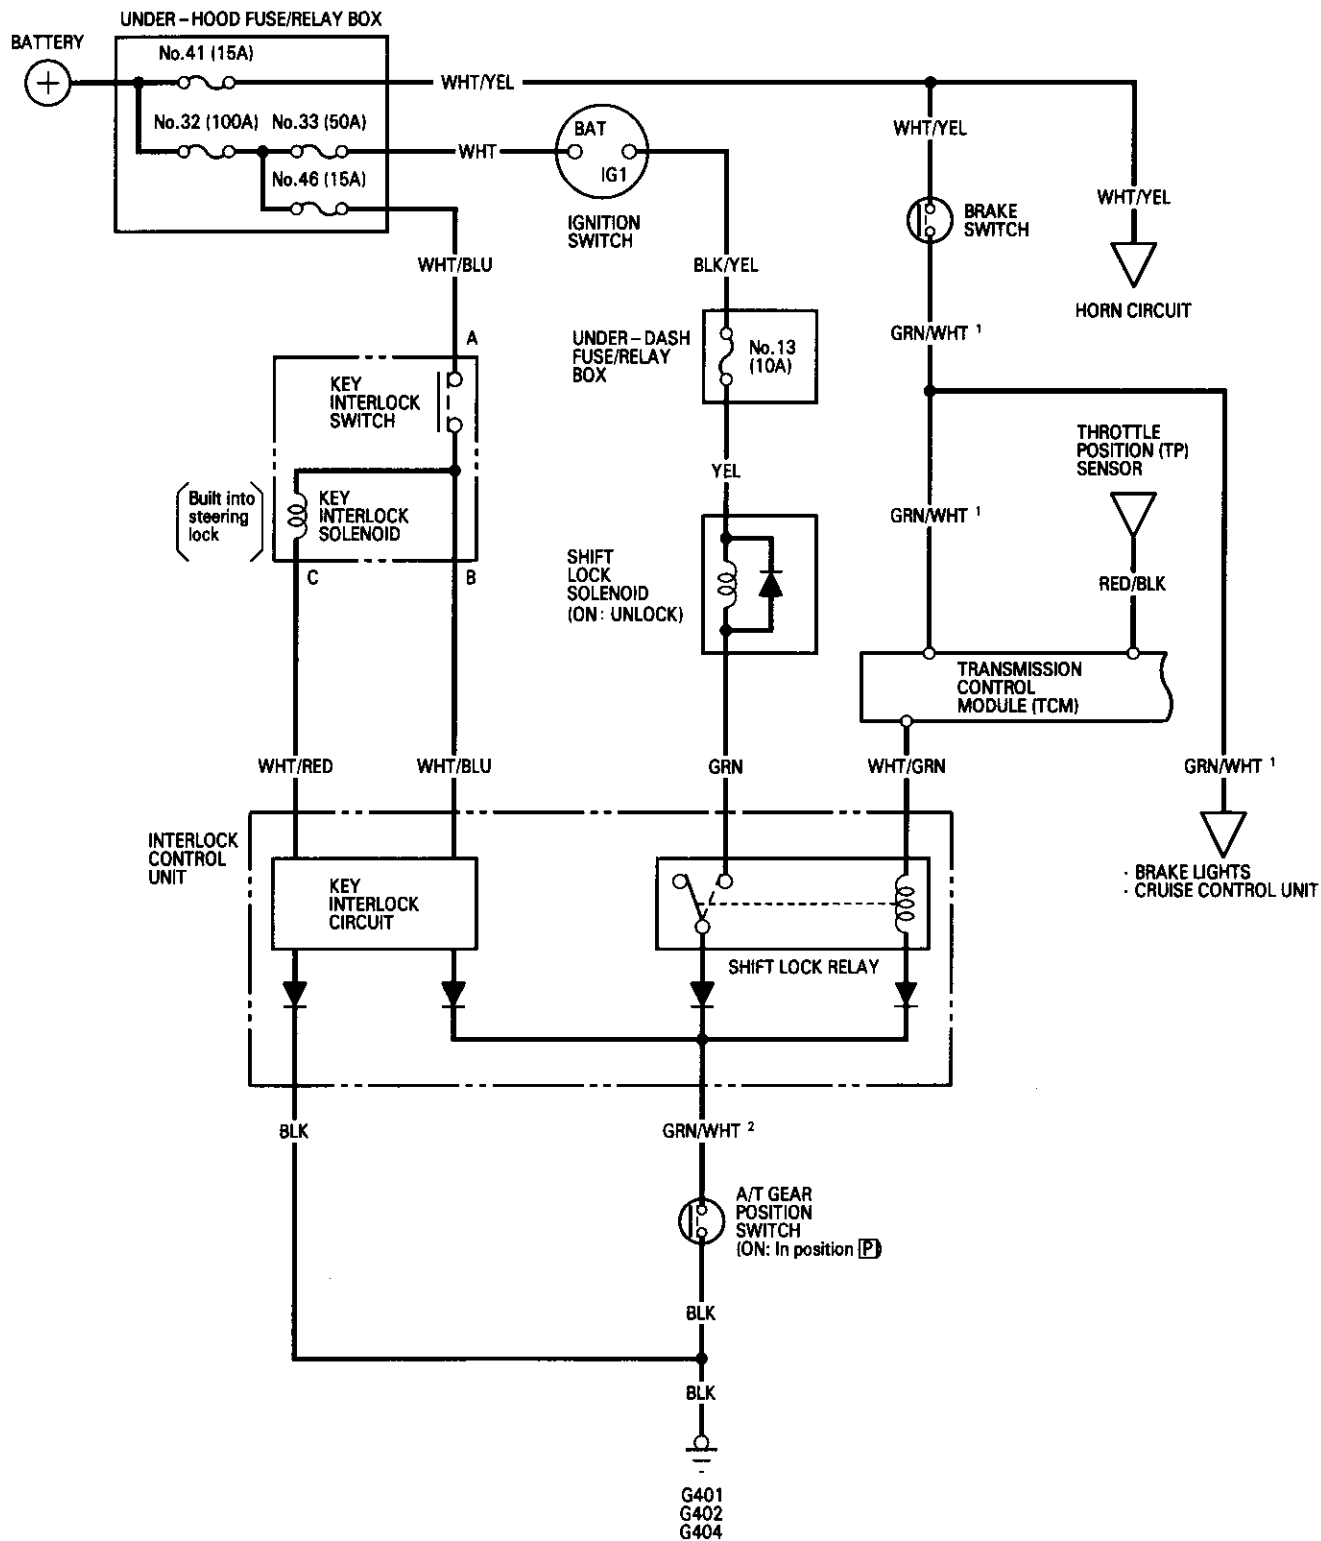 UNDER-HOOD FUSE/RELAY BOX
BATTERY
+
No.41 (15A)
WHT/YEL
No.32 (100A)
No.33 (50A)
WHT
No.46 (15A)
BAT
IG1
IGNITION
SWITCH
WHT/YEL
BRAKE
SWITCH
WHT/YEL
HORN CIRCUIT
WHT/BLU
BLK/YEL
A
UNDER-DASH
FUSE/RELAY
BOX
No.13
(10A)
GRN/WHT 1
KEY
INTERLOCK
SWITCH
THROTTLE
POSITION (TP)
SENSOR
YEL
Built into
steering
lock
KEY
INTERLOCK
SOLENOID
GRN/WHT 1
C
B
SHIFT
LOCK
SOLENOID
(ON: UNLOCK)
RED/BLK
TRANSMISSION
CONTROL
MODULE (TCM)
WHT/RED
WHT/BLU
GRN
WHT/GRN
GRN/WHT 1
INTERLOCK
CONTROL
UNIT
KEY
INTERLOCK
CIRCUIT
· BRAKE LIGHTS
· CRUISE CONTROL UNIT
SHIFT LOCK RELAY
BLK
GRN/WHT 2
A/T GEAR
POSITION
SWITCH
(ON: In position P)
BLK
BLK
G401
G402
G404